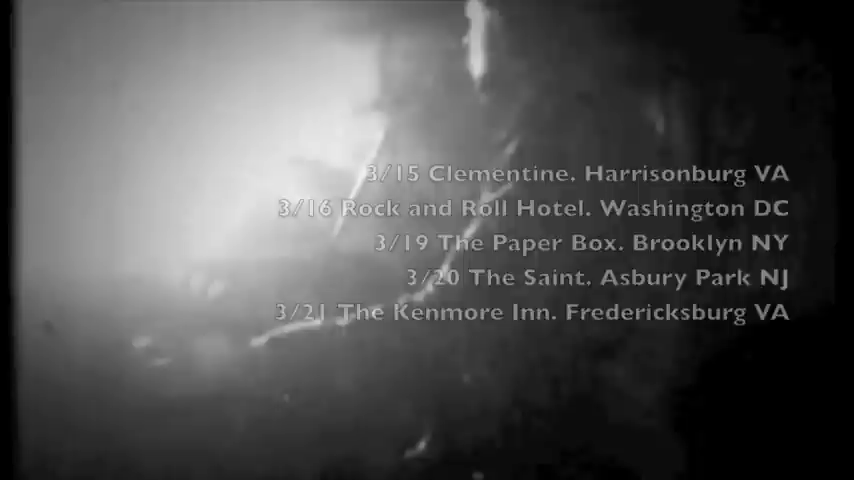 3/15 Clementine. Harrisonburg VA
3/16 Rock and Roll Hotel. Washington DC
3/19 The Paper Box. Brooklyn NY
3/20 The Saint. Asbury Park NJ
3/21 The Kenmore Inn. Fredericksburg VA